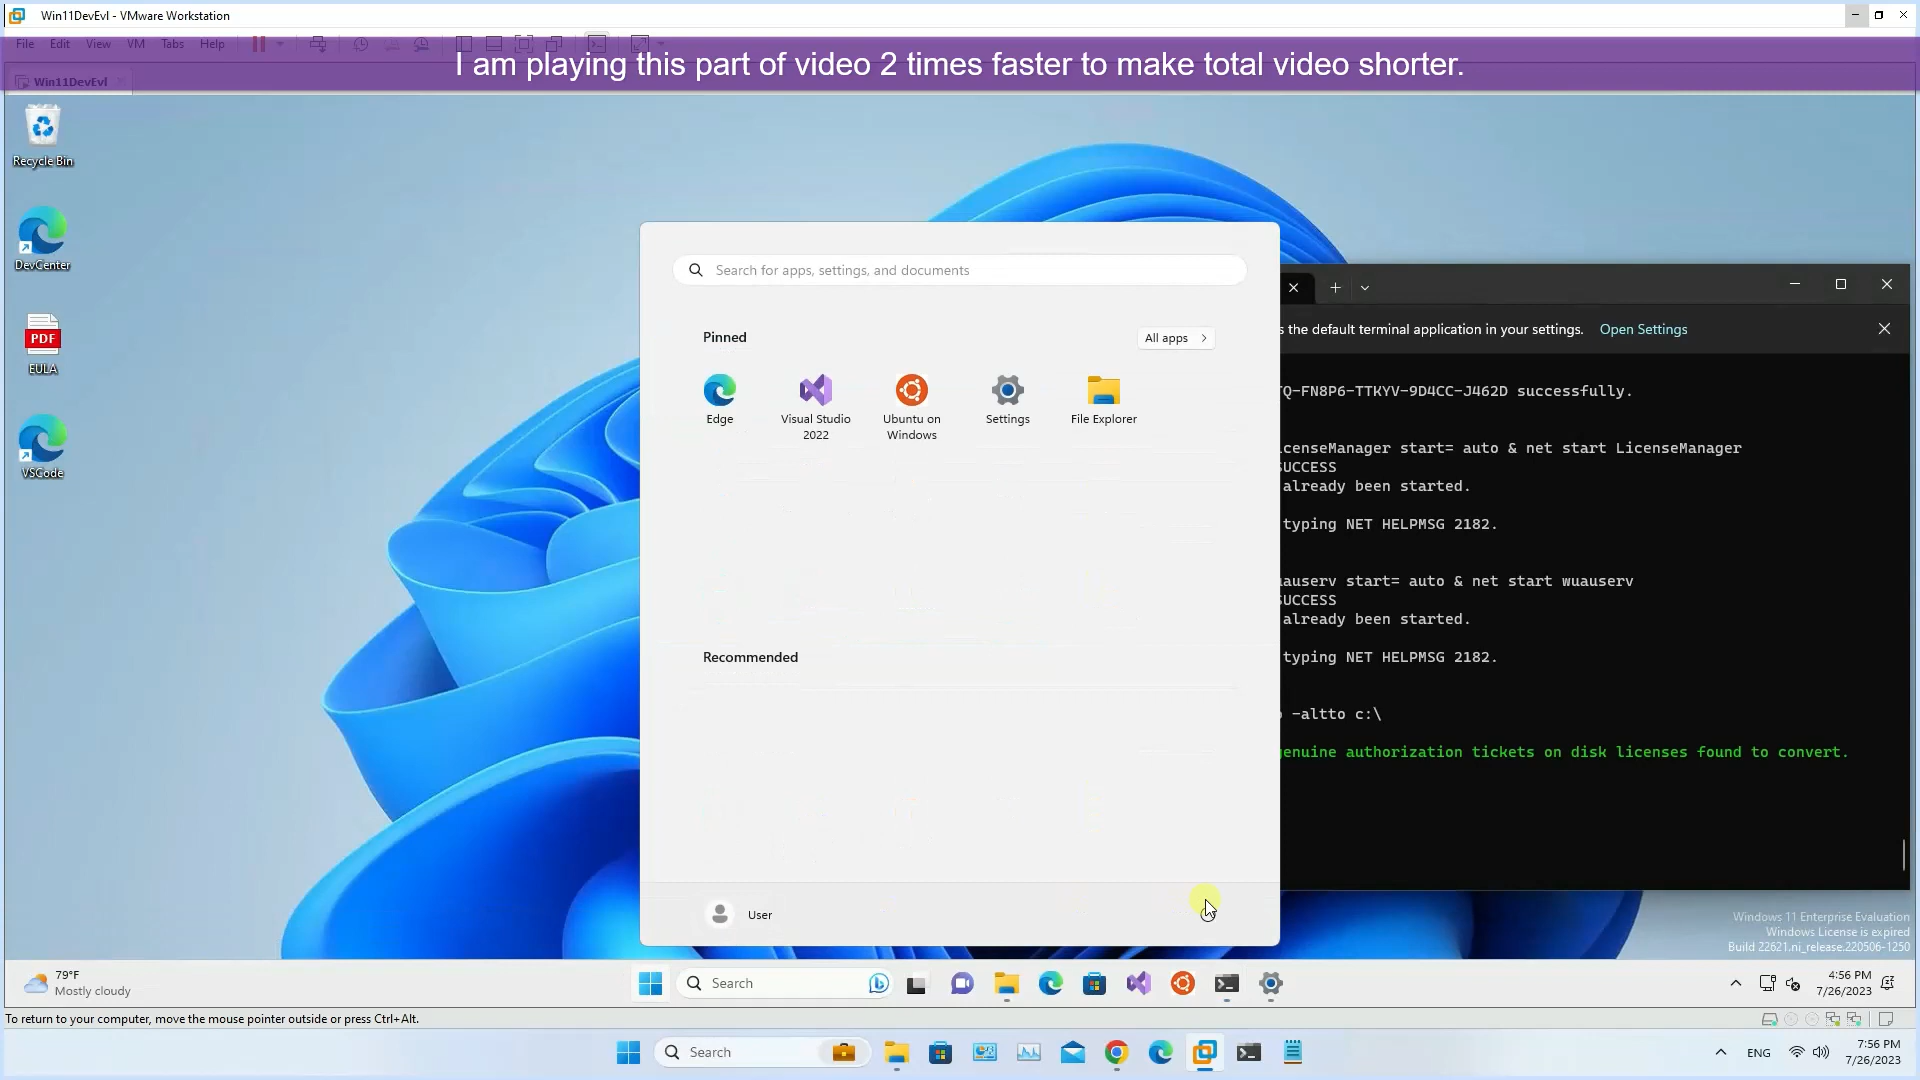 Win11DevEvl - VMware Workstation
File Edit View VM Tabs Help
I am playing this part of video 2 times faster to make total video shorter.
Win11DevEvl
Recycle Bin
DevCenter
PDF
EULA
VSCode
Search for apps, settings, and documents
Pinned
All apps
Edge
Visual Studio 2022
Ubuntu on Windows
Settings
File Explorer
Recommended
User
s the default terminal application in your settings. Open Settings
Q-FN8P6-TTKYV-9D4CC-J462D successfully.
icenseManager start= auto & net start LicenseManager
SUCCESS
already been started.
typing NET HELPMSG 2182.
uauserv start= auto & net start wuauserv
SUCCESS
already been started.
typing NET HELPMSG 2182.
-altto c:\
enuine authorization tickets on disk licenses found to convert.
Windows 11 Enterprise Evaluation
Windows License is expired
Build 22621.ni_release.220506-1250
79°F
Mostly cloudy
Search
4:56 PM
7/26/2023
To return to your computer, move the mouse pointer outside or press Ctrl+Alt.
Search
ENG
7:56 PM
7/26/2023